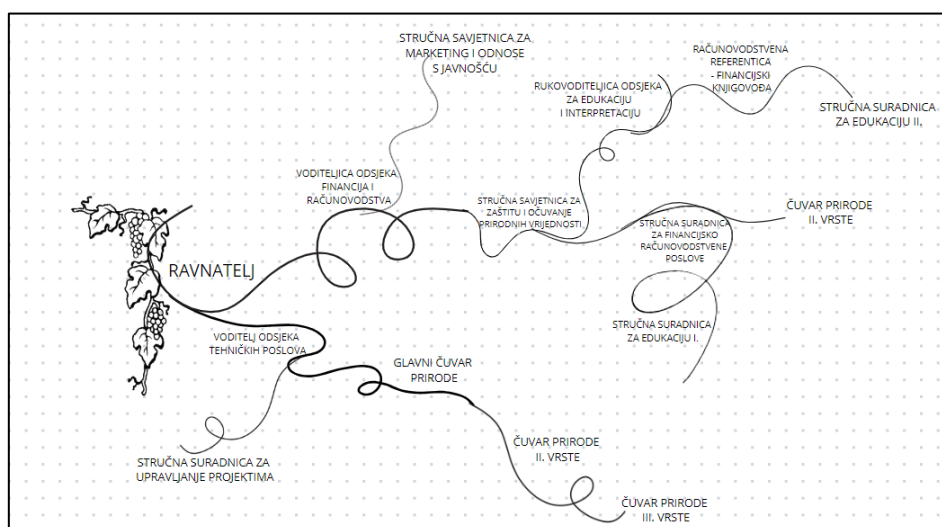 STRUČNA SAVJETNICA ZA
MARKETING I ODNOSE
S JAVNOŠĆU
RAČUNOVODSTVENA
REFERENTICA
- FINANCIJSKI
KNJIGOVOĐA
RUKOVODITELJICA ODSJEKA
ZA EDUKACIJU
I INTERPRETACIJU
STRUČNA SURADNICA
ZA EDUKACIJU II.
VODITELJICA ODSJEKA
FINANCIJA I
RAČUNOVODSTVA
STRUČNA SAVJETNICA ZA
ZAŠTITU I OČUVANJE
PRIRODNIH VRIJEDNOSTI
ČUVAR PRIRODE
II. VRSTE
STRUČNA SURADNICA
ZA FINANCIJSKO
RAČUNOVODSTVENE
POSLOVE
RAVNATELJ
STRUČNA SURADNICA
ZA EDUKACIJU I.
VODITELJ ODSJEKA
TEHNIČKIH POSLOVA
GLAVNI ČUVAR
PRIRODE
STRUČNA SURADNICA ZA
UPRAVLJANJE PROJEKTIMA
ČUVAR PRIRODE
II. VRSTE
ČUVAR PRIRODE
III. VRSTE